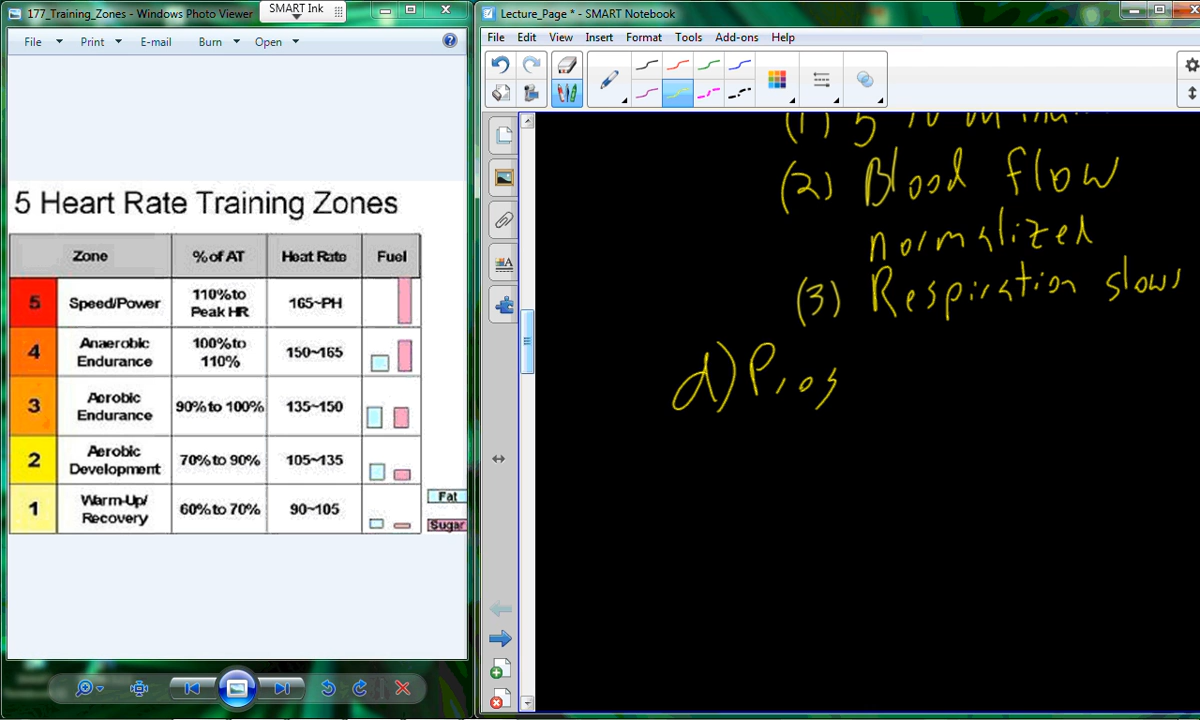 177_Training_Zones - Windows Photo Viewer
SMART Ink
File Print E-mail Burn Open
5 Heart Rate Training Zones
Zone % of AT Heat Rate Fuel
5 Speed/Power 110% to Peak HR 165~PH
4 Anaerobic Endurance 100% to 110% 150~165
3 Aerobic Endurance 90% to 100% 135~150
2 Aerobic Development 70% to 90% 105~135
1 Warm-Up/ Recovery 60% to 70% 90~105
Fat
Sugar
Lecture_Page * - SMART Notebook
File Edit View Insert Format Tools Add-ons Help
(1) 5
(2) Blood flow
normalized
(3) Respiration slows
d) Pros